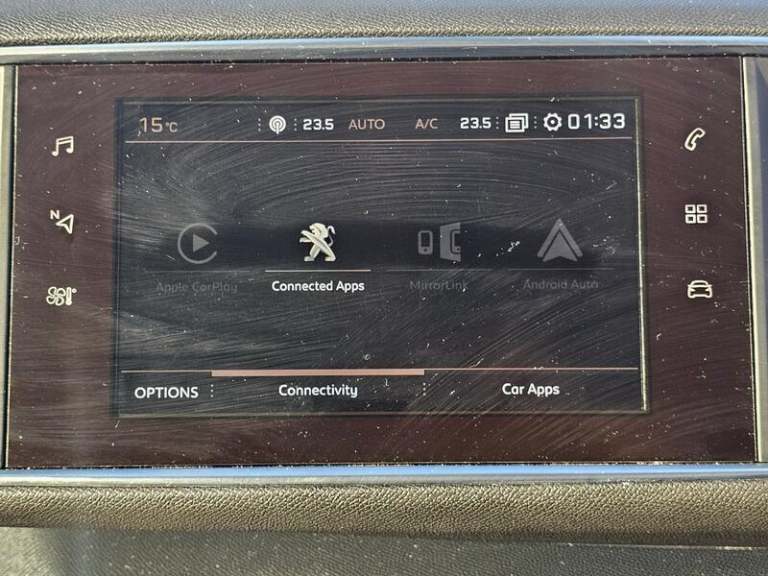 15°C 23.5 AUTO A/C 23.5 01:33
N
Apple CarPlay Connected Apps MirrorLink Android Auto
OPTIONS Connectivity Car Apps